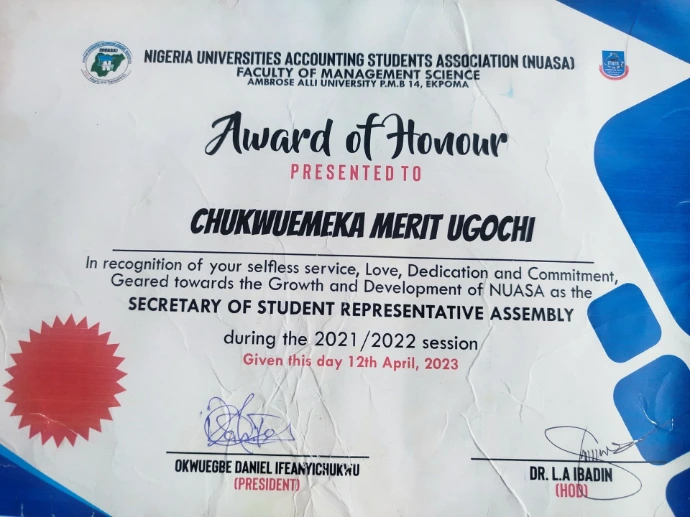 NIGERIA UNIVERSITIES ACCOUNTING STUDENTS ASSOCIATION (NUASA)
FACULTY OF MANAGEMENT SCIENCE
AMBROSE ALLI UNIVERSITY P.M.B 14, EKPOMA
Award of Honour
PRESENTED TO
CHUKWUEMEKA MERIT UGOCHI
In recognition of your selfless service, Love, Dedication and Commitment,
Geared towards the Growth and Development of NUASA as the
SECRETARY OF STUDENT REPRESENTATIVE ASSEMBLY
during the 2021/2022 session
Given this day 12th April, 2023
OKWUEGBE DANIEL IFEANYICHUKWU
(PRESIDENT)
DR. L.A IBADIN
(HOD)